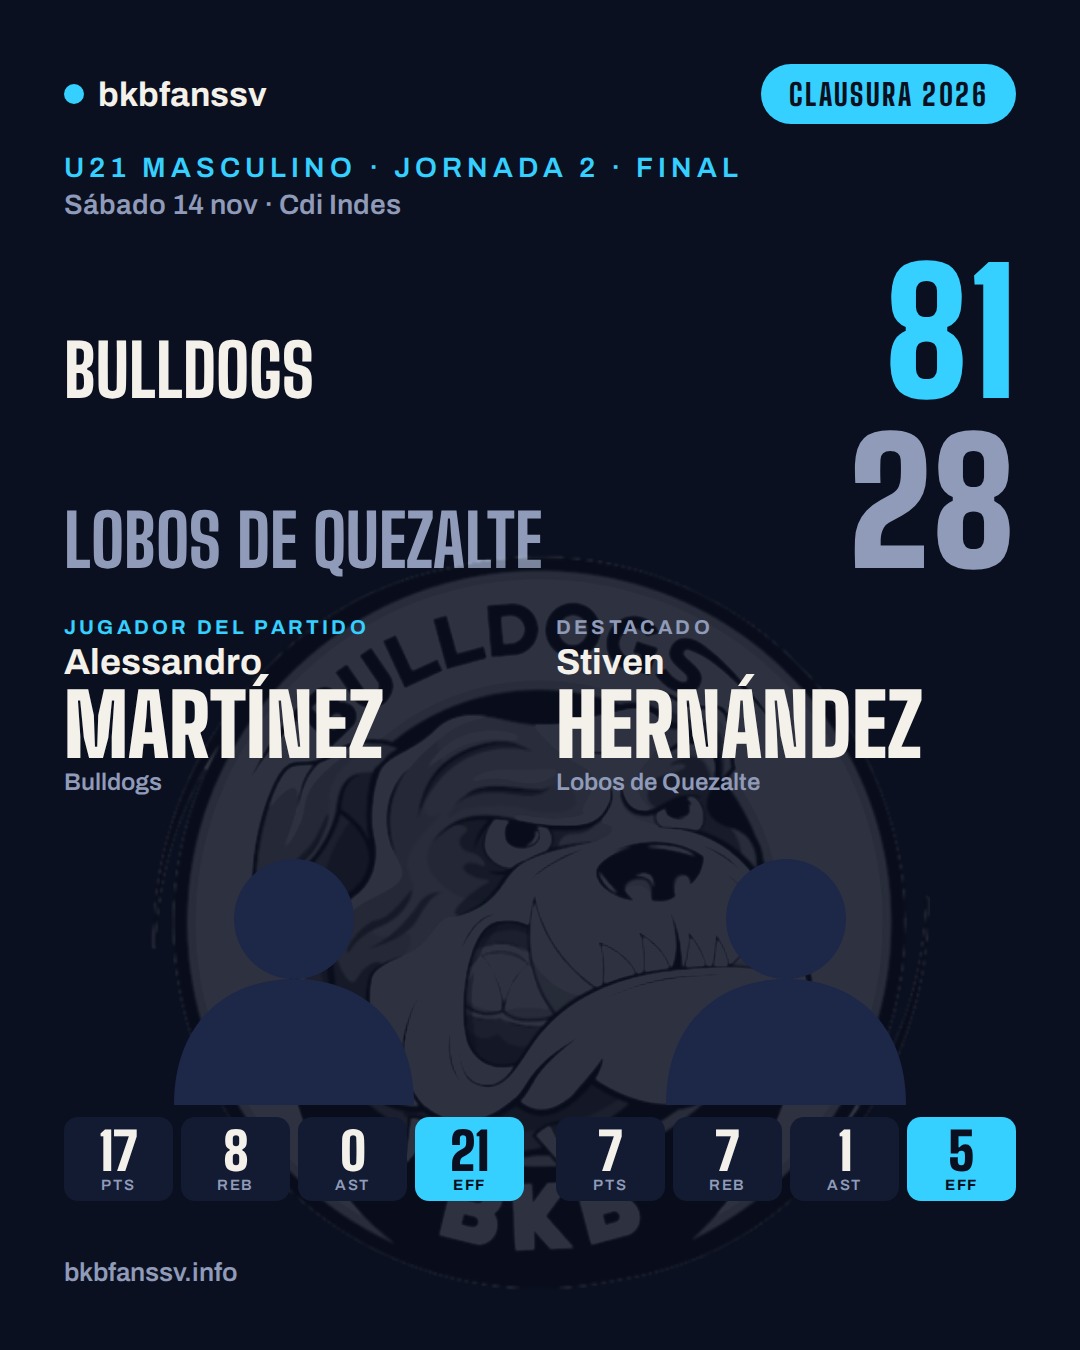 bkbfanssv
CLAUSURA 2026
U21 MASCULINO · JORNADA 2 · FINAL
Sábado 14 nov · Cdi Indes
BULLDOGS
81
LOBOS DE QUEZALTE
28
JUGADOR DEL PARTIDO
Alessandro
MARTÍNEZ
Bulldogs
DESTACADO
Stiven
HERNÁNDEZ
Lobos de Quezalte
BULLDOGS
17 8 0 21
PTS REB AST EFF
7 7 1 5
PTS REB AST EFF
BKB
bkbfanssv.info